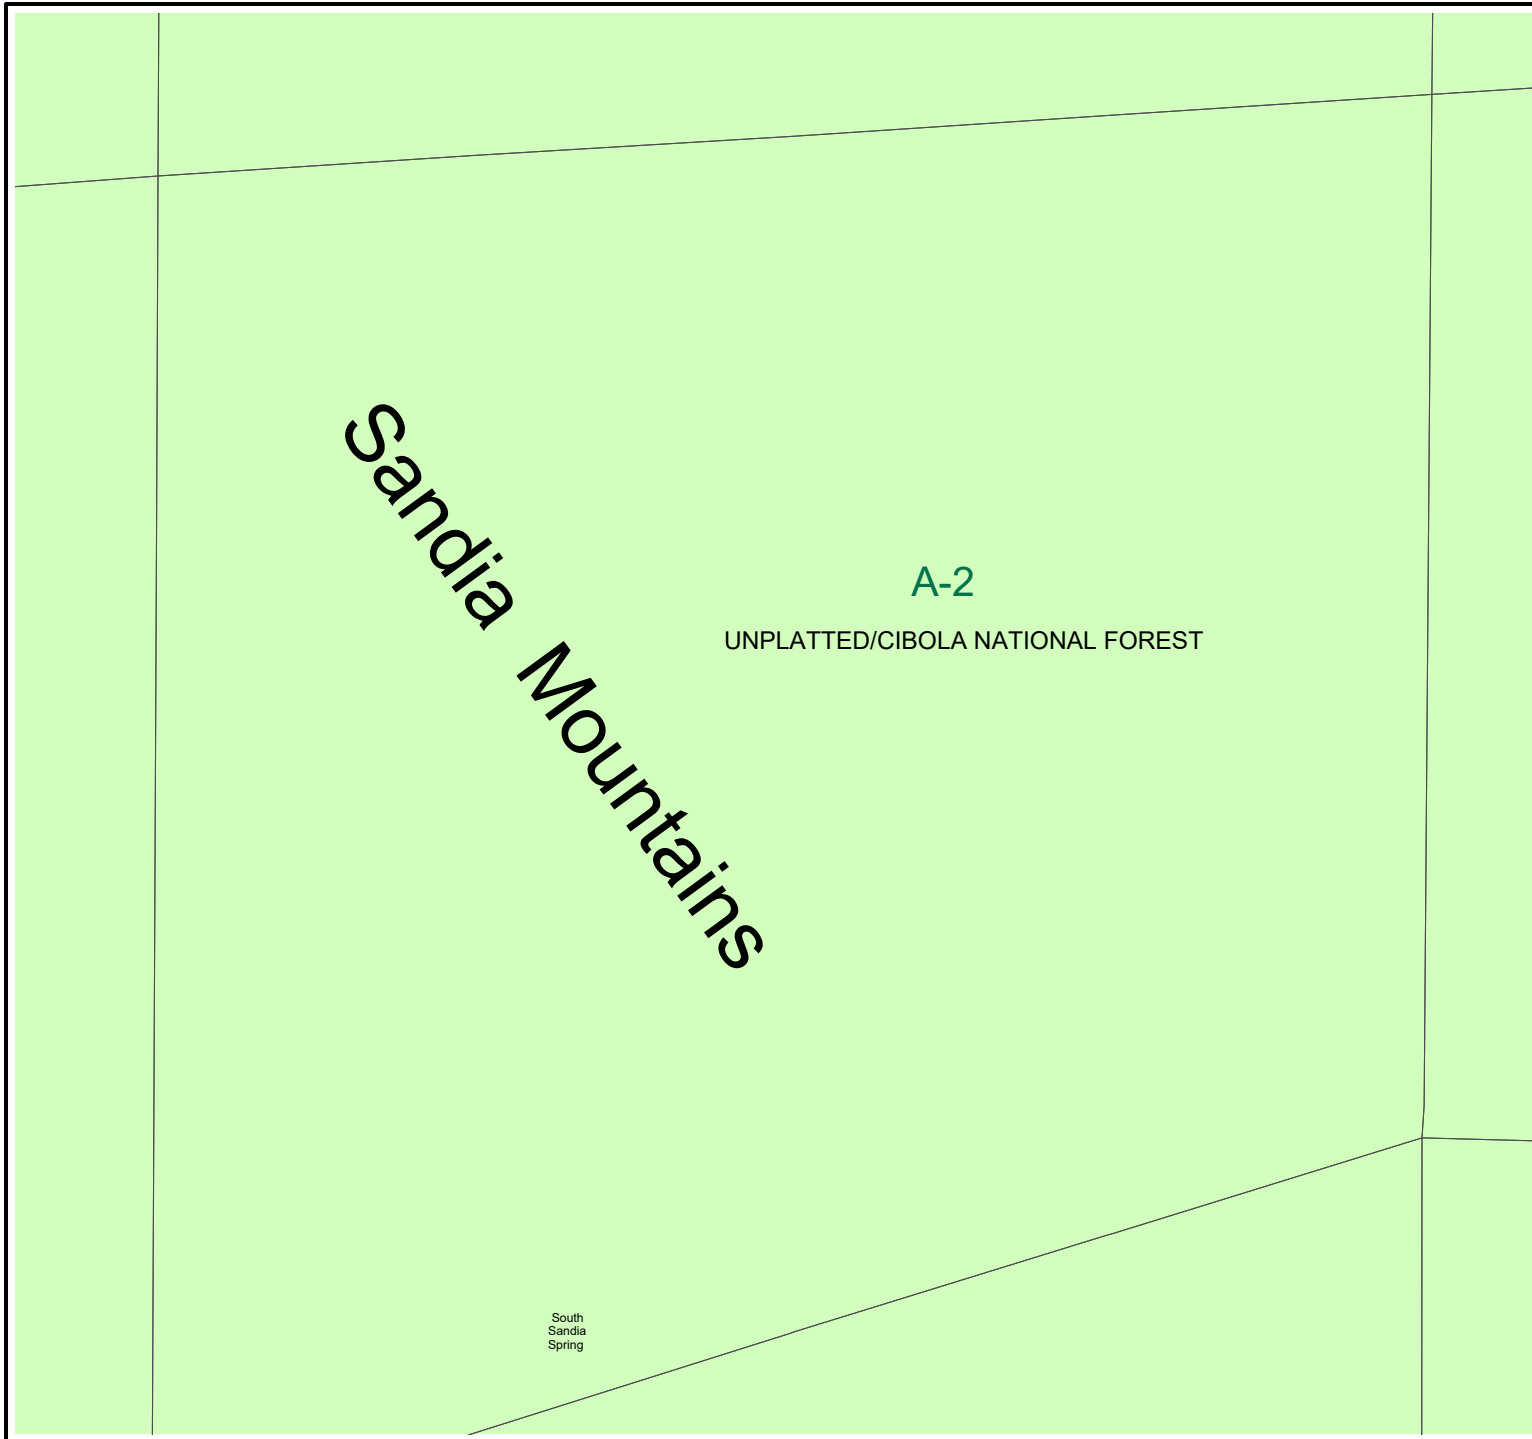 Sandia Mountains
A-2
UNPLATTED/CIBOLA NATIONAL FOREST
South
Sandia
Spring